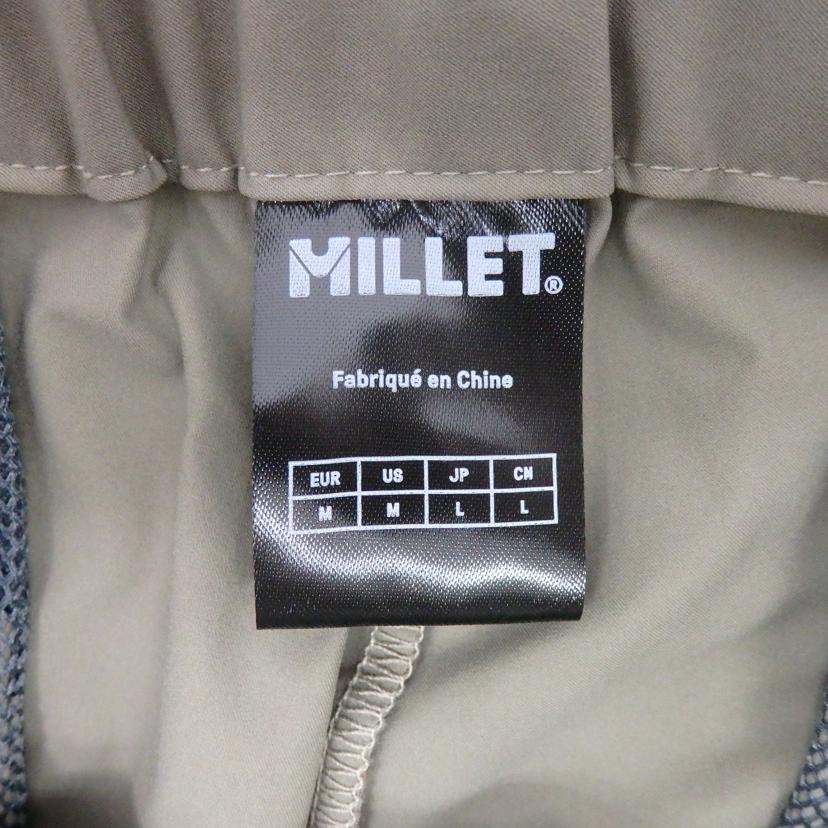 MILLET®
Fabriqué en Chine
EUR US JP CN
M M L L